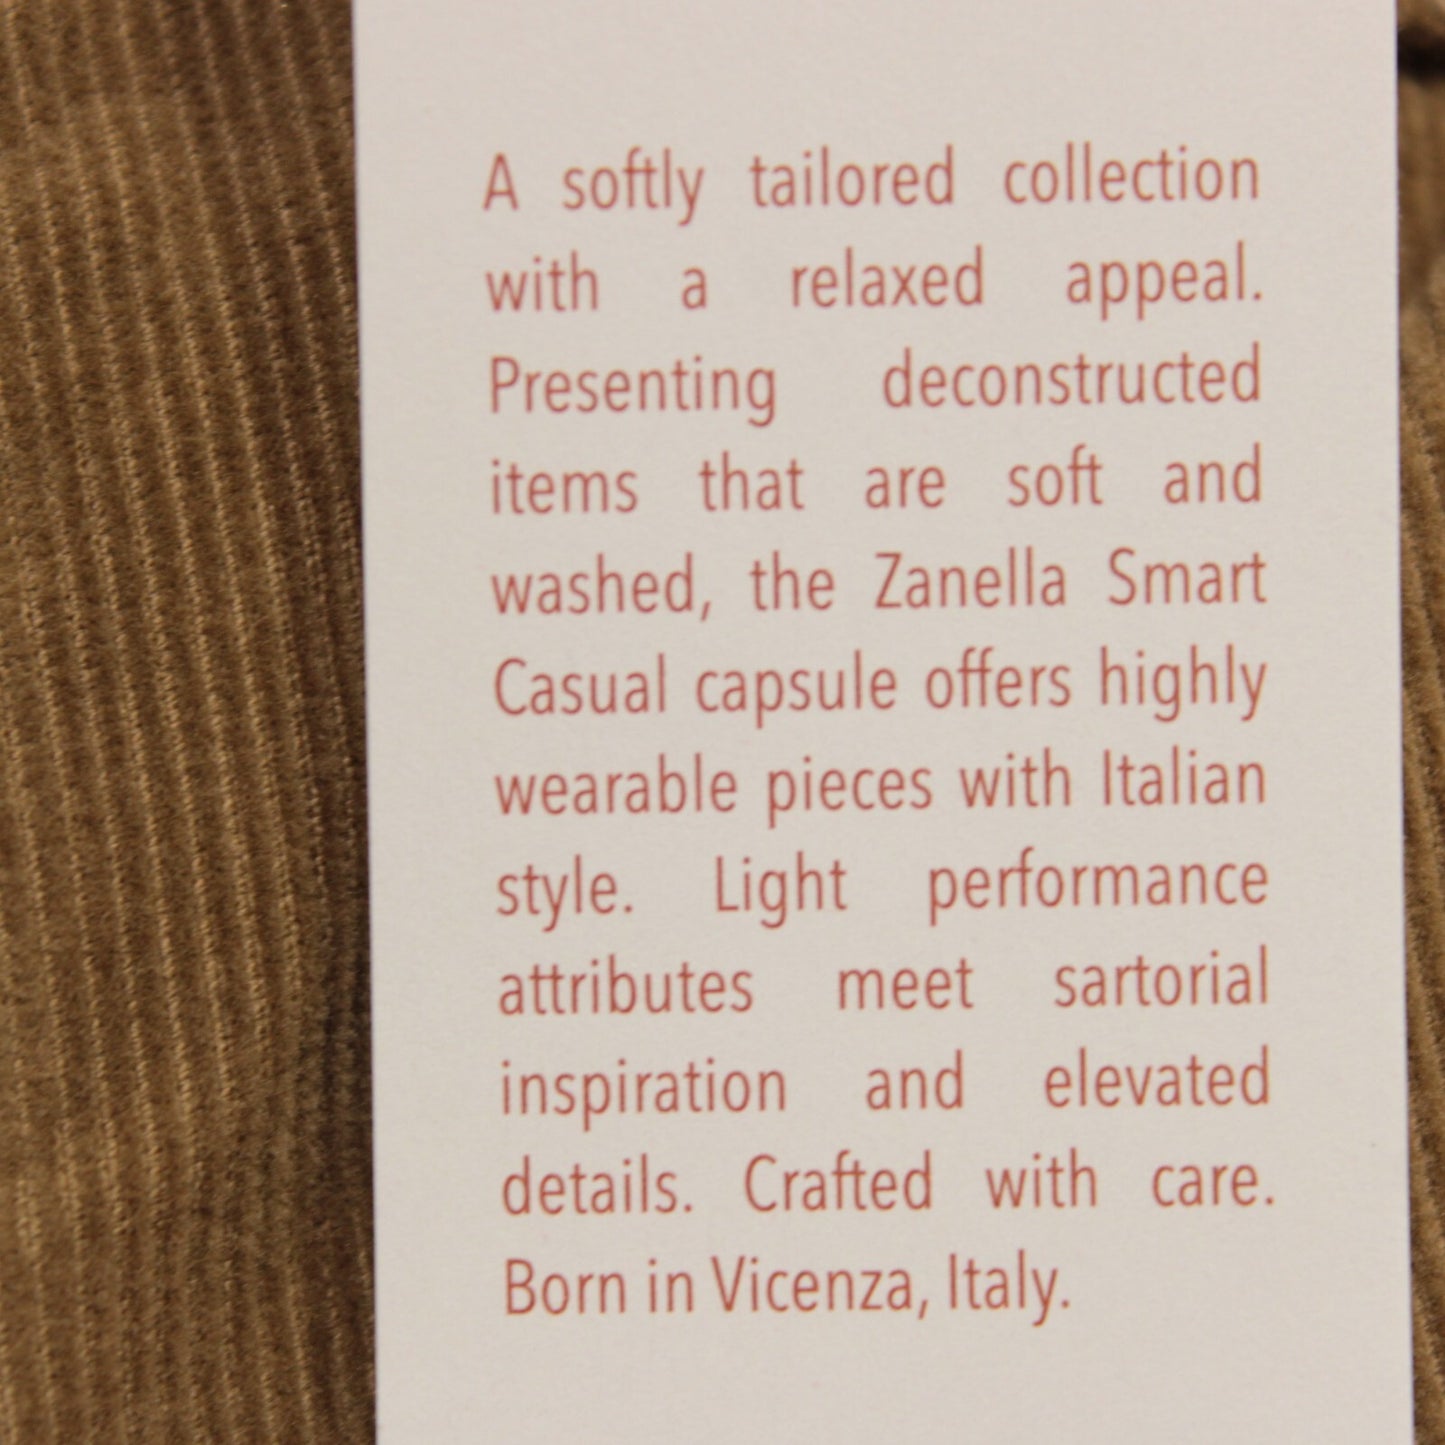 A softly tailored collection
with a relaxed appeal.
Presenting deconstructed
items that are soft and
washed, the Zanella Smart
Casual capsule offers highly
wearable pieces with Italian
style. Light performance
attributes meet sartorial
inspiration and elevated
details. Crafted with care.
Born in Vicenza, Italy.